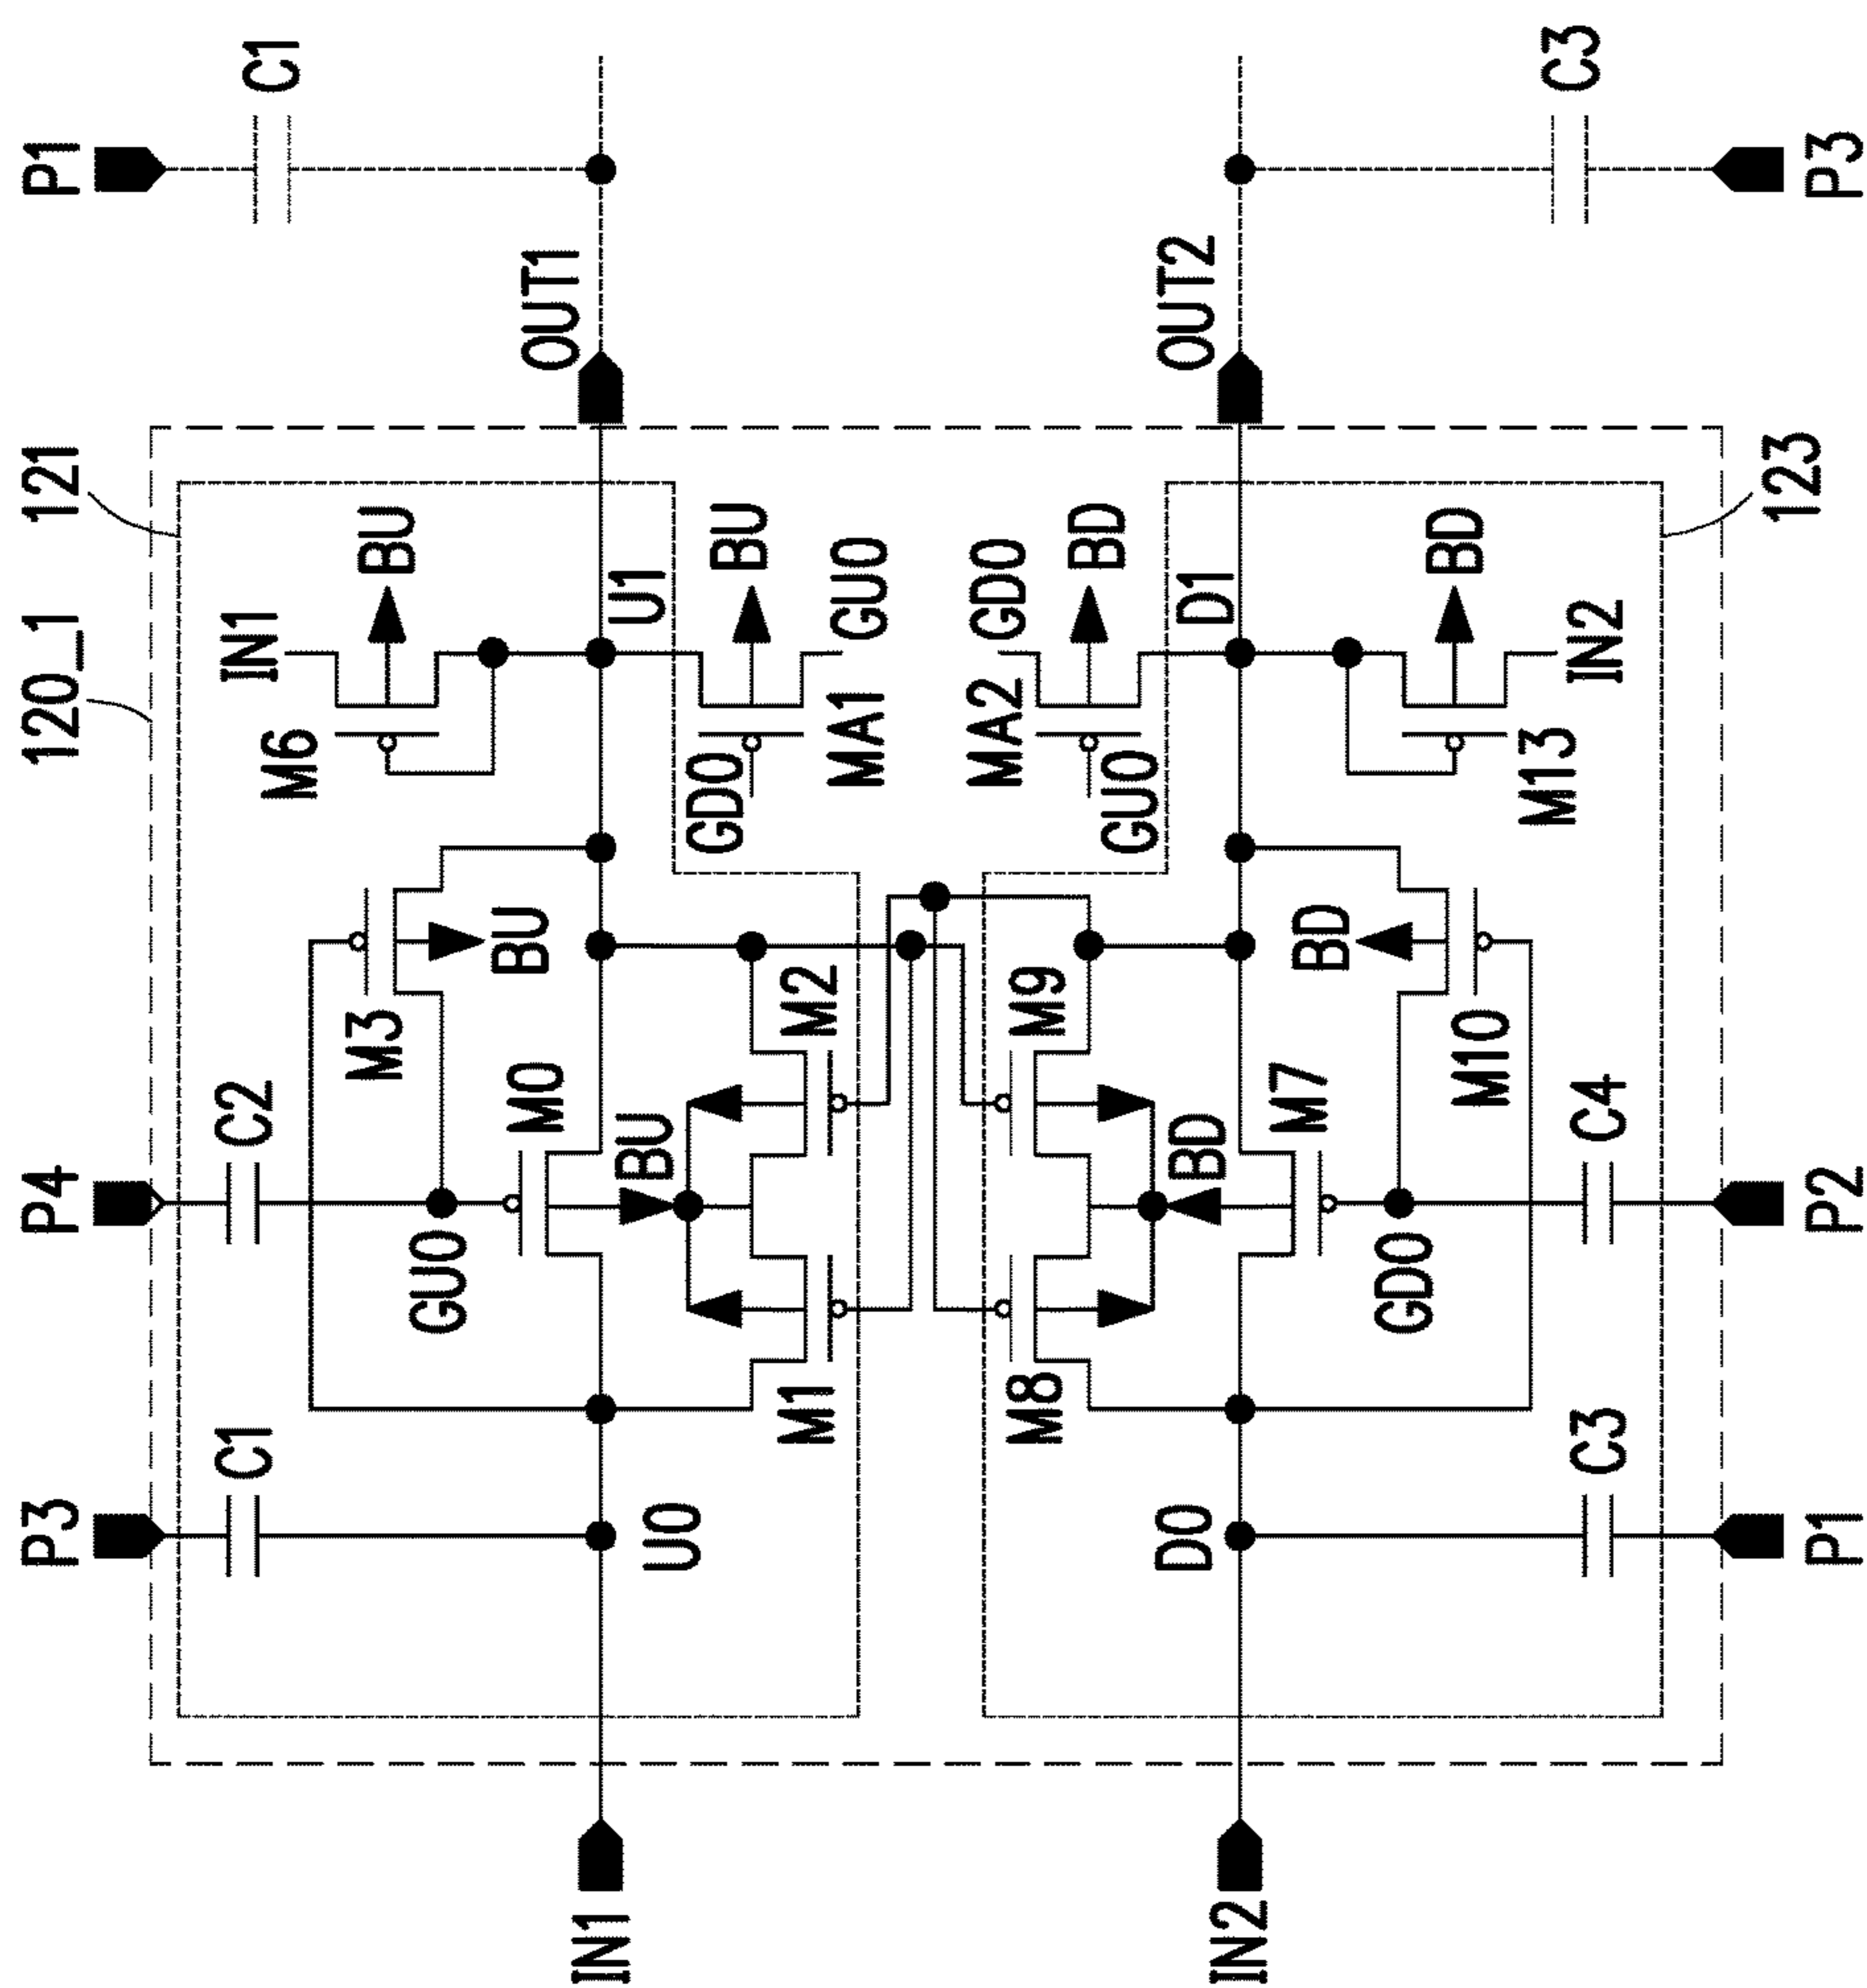 120_1
121
P3
P4
P1
C1
C2
C1
M3
M6
IN1
BU
GU0
BU
M0
IN1
U0
BU
U1
OUT1
M1
M2
GD0
BU
MA1
GU0
M8
M9
MA2
GD0
GU0
BD
IN2
D0
BD
D1
OUT2
M7
BD
GD0
M10
M13
BD
IN2
C3
C4
C3
P1
P2
P3
123